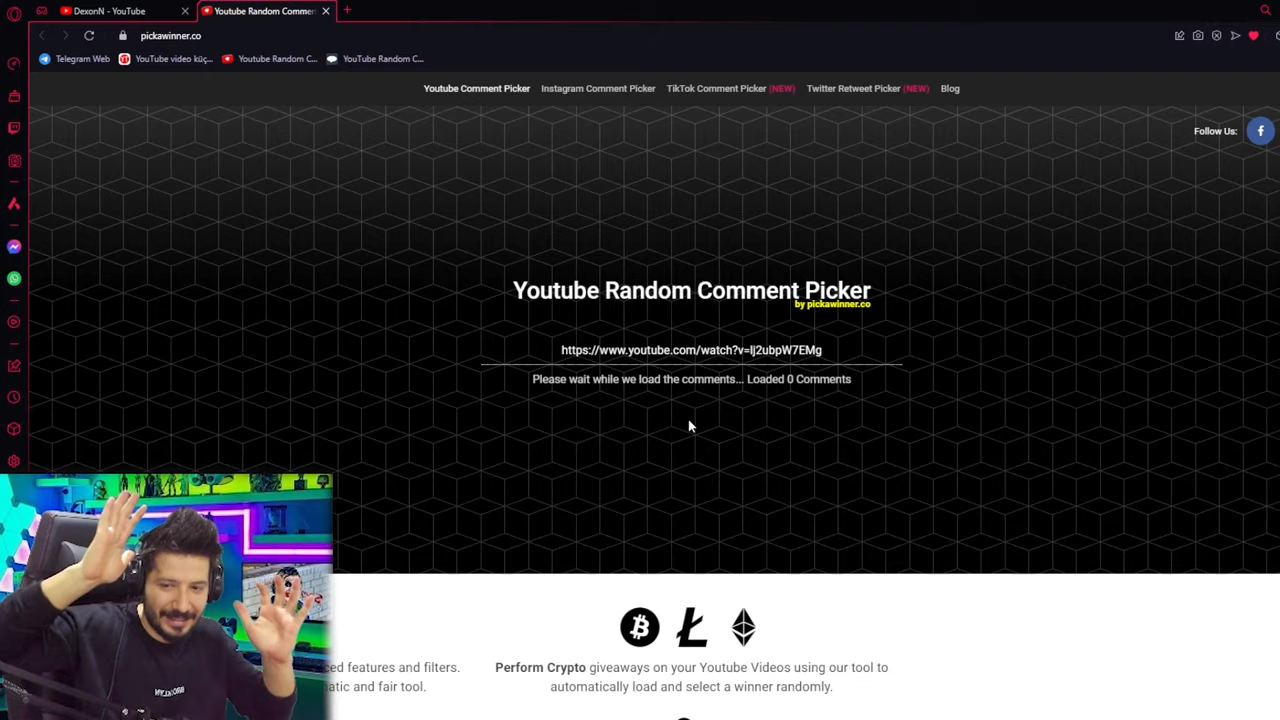 DexonN - YouTube
Youtube Random Commen
pickawinner.co
Telegram Web
YouTube video küç...
Youtube Random C...
YouTube Random C...
Youtube Comment Picker
Instagram Comment Picker
TikTok Comment Picker (NEW)
Twitter Retweet Picker (NEW)
Blog
Follow Us:
Youtube Random Comment Picker
by pickawinner.co
https://www.youtube.com/watch?v=lj2ubpW7EMg
Please wait while we load the comments... Loaded 0 Comments
ced features and filters.
atic and fair tool.
Perform Crypto giveaways on your Youtube Videos using our tool to
automatically load and select a winner randomly.